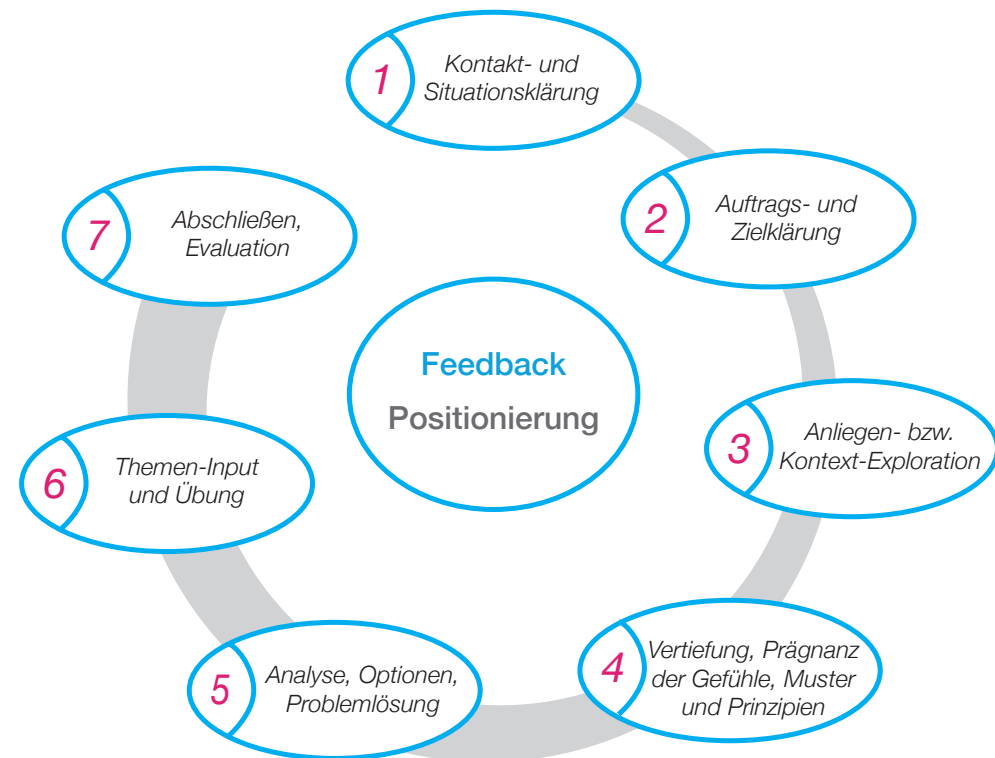 1
Kontakt- und
Situationsklärung
2
Auftrags- und
Zielklärung
3
Anliegen- bzw.
Kontext-Exploration
4
Vertiefung, Prägnanz
der Gefühle, Muster
und Prinzipien
5
Analyse, Optionen,
Problemlösung
6
Themen-Input
und Übung
7
Abschließen,
Evaluation
Feedback
Positionierung